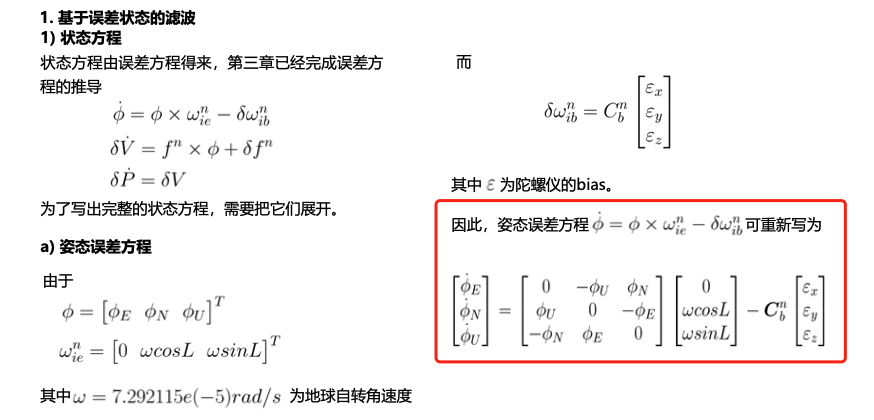 1. 基于误差状态的滤波
1) 状态方程
状态方程由误差方程得来，第三章已经完成误差方
程的推导
$\dot{\phi} = \phi \times \omega_{ie}^{n} - \delta\omega_{ib}^{n}$
$\delta\dot{V} = f^{n} \times \phi + \delta f^{n}$
$\delta\dot{P} = \delta V$
为了写出完整的状态方程，需要把它们展开。
a) 姿态误差方程
由于
$\phi = \begin{bmatrix} \phi_E & \phi_N & \phi_U \end{bmatrix}^T$
$\omega_{ie}^{n} = \begin{bmatrix} 0 & \omega cosL & \omega sinL \end{bmatrix}^T$
其中 $\omega = 7.292115e(-5)rad/s$ 为地球自转角速度
而
$\delta\omega_{ib}^{n} = C_b^n \begin{bmatrix} \varepsilon_x \\ \varepsilon_y \\ \varepsilon_z \end{bmatrix}$
其中 $\varepsilon$ 为陀螺仪的bias。
因此，姿态误差方程 $\dot{\phi} = \phi \times \omega_{ie}^{n} - \delta\omega_{ib}^{n}$ 可重新写为
$\begin{bmatrix} \dot{\phi}_E \\ \dot{\phi}_N \\ \dot{\phi}_U \end{bmatrix} = \begin{bmatrix} 0 & -\phi_U & \phi_N \\ \phi_U & 0 & -\phi_E \\ -\phi_N & \phi_E & 0 \end{bmatrix} \begin{bmatrix} 0 \\ \omega cosL \\ \omega sinL \end{bmatrix} - C_b^n \begin{bmatrix} \varepsilon_x \\ \varepsilon_y \\ \varepsilon_z \end{bmatrix}$